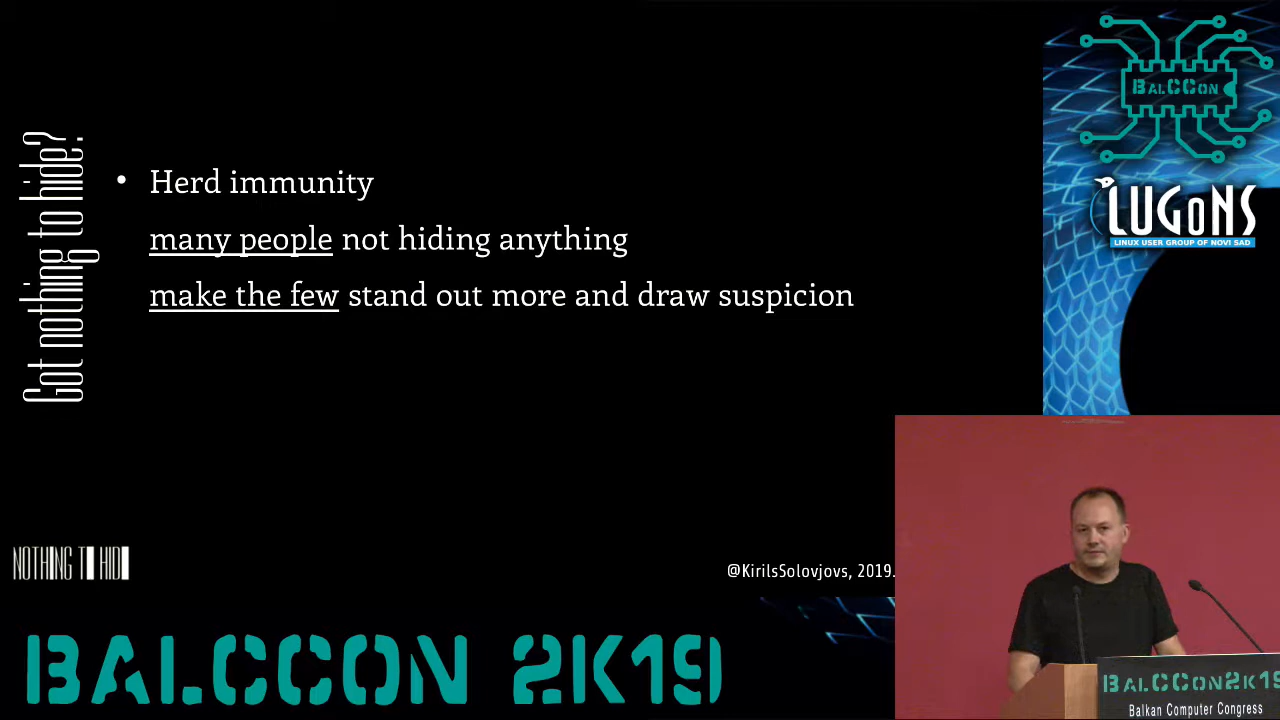 Got nothing to hide?
• Herd immunity
many people not hiding anything
make the few stand out more and draw suspicion
NOTHING TO HIDE
@KirilsSolovjovs, 2019.
BALCCON 2K19
BALCCON
LUGONS
LINUX USER GROUP OF NOVI SAD
BALCCON2K19
Balkan Computer Congress